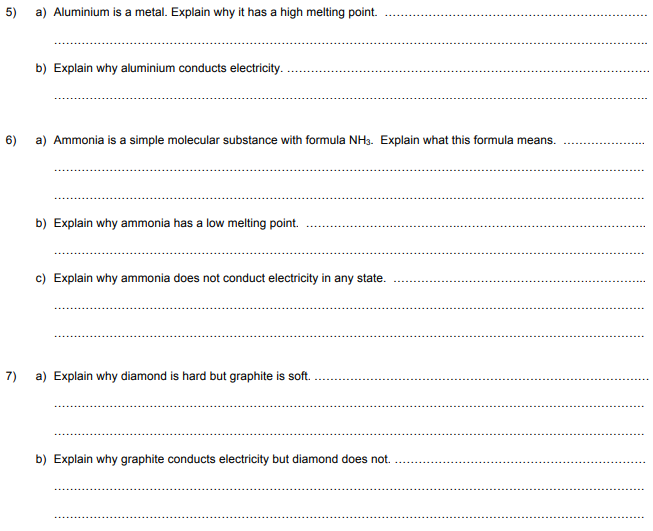 5) a) Aluminium is a metal. Explain why it has a high melting point. ..................................................................
....................................................................................................................................................
b) Explain why aluminium conducts electricity. ............................................................................................
....................................................................................................................................................
6) a) Ammonia is a simple molecular substance with formula NH₃. Explain what this formula means. .....................
....................................................................................................................................................
....................................................................................................................................................
b) Explain why ammonia has a low melting point. ......................................................................................
....................................................................................................................................................
c) Explain why ammonia does not conduct electricity in any state. ................................................................
....................................................................................................................................................
....................................................................................................................................................
7) a) Explain why diamond is hard but graphite is soft. ....................................................................................
....................................................................................................................................................
....................................................................................................................................................
b) Explain why graphite conducts electricity but diamond does not. ................................................................
....................................................................................................................................................
....................................................................................................................................................